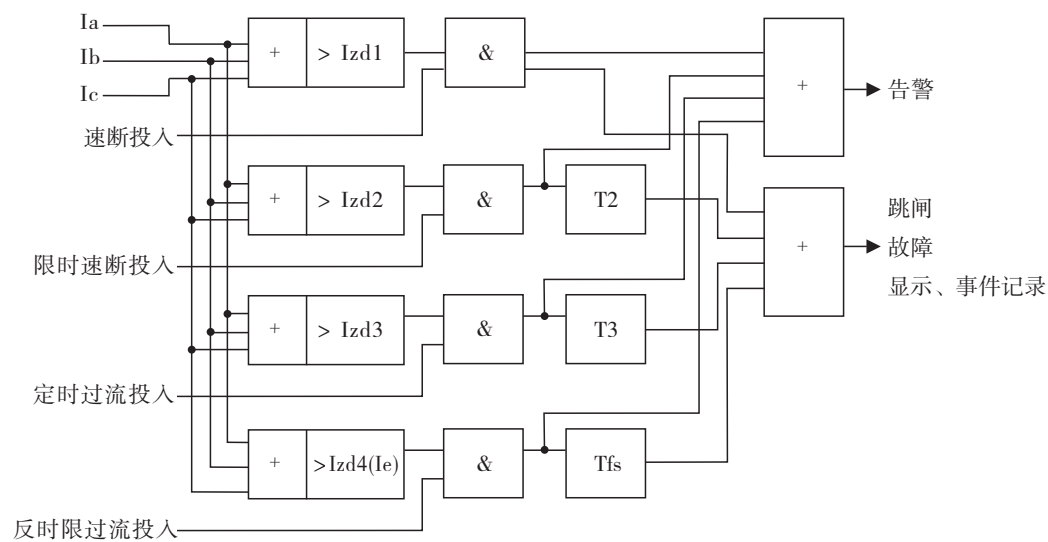 Ia
Ib
Ic
+ > Izd1 & + 告警
速断投入
+ > Izd2 & T2
限时速断投入
+ 跳闸
故障
显示、事件记录
+ > Izd3 & T3
定时过流投入
+ >Izd4(Ie) & Tfs
反时限过流投入